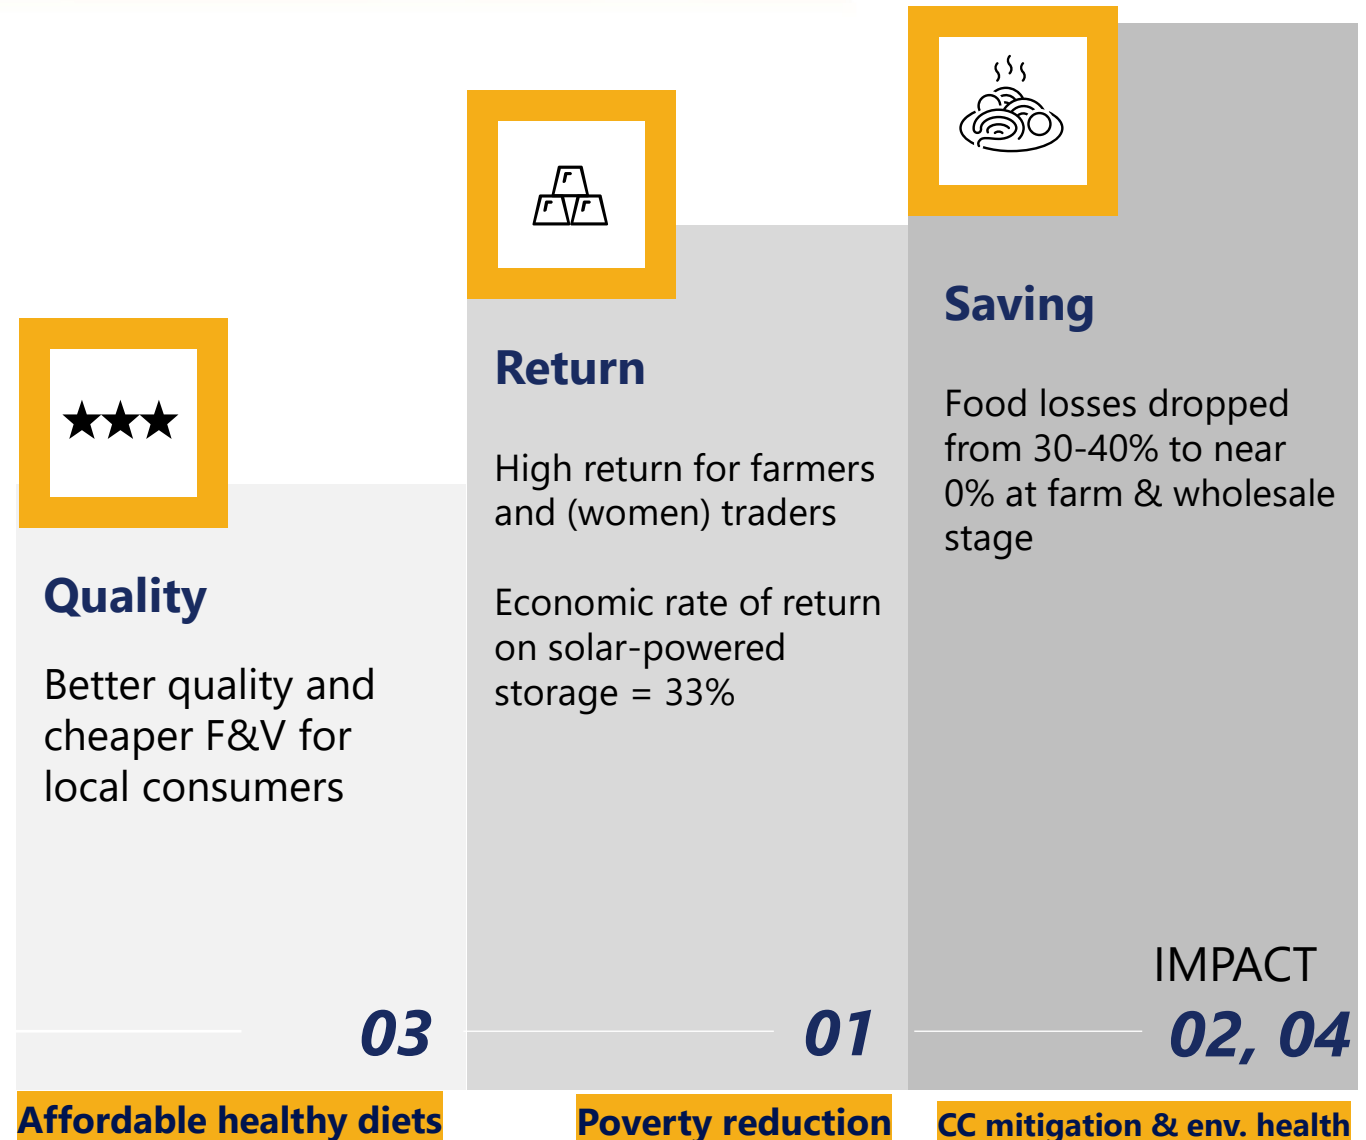 Quality
Better quality and
cheaper F&V for
local consumers
03
Affordable healthy diets
Return
High return for farmers
and (women) traders
Economic rate of return
on solar-powered
storage = 33%
01
Poverty reduction
Saving
Food losses dropped
from 30-40% to near
0% at farm & wholesale
stage
IMPACT
02, 04
CC mitigation & env. health